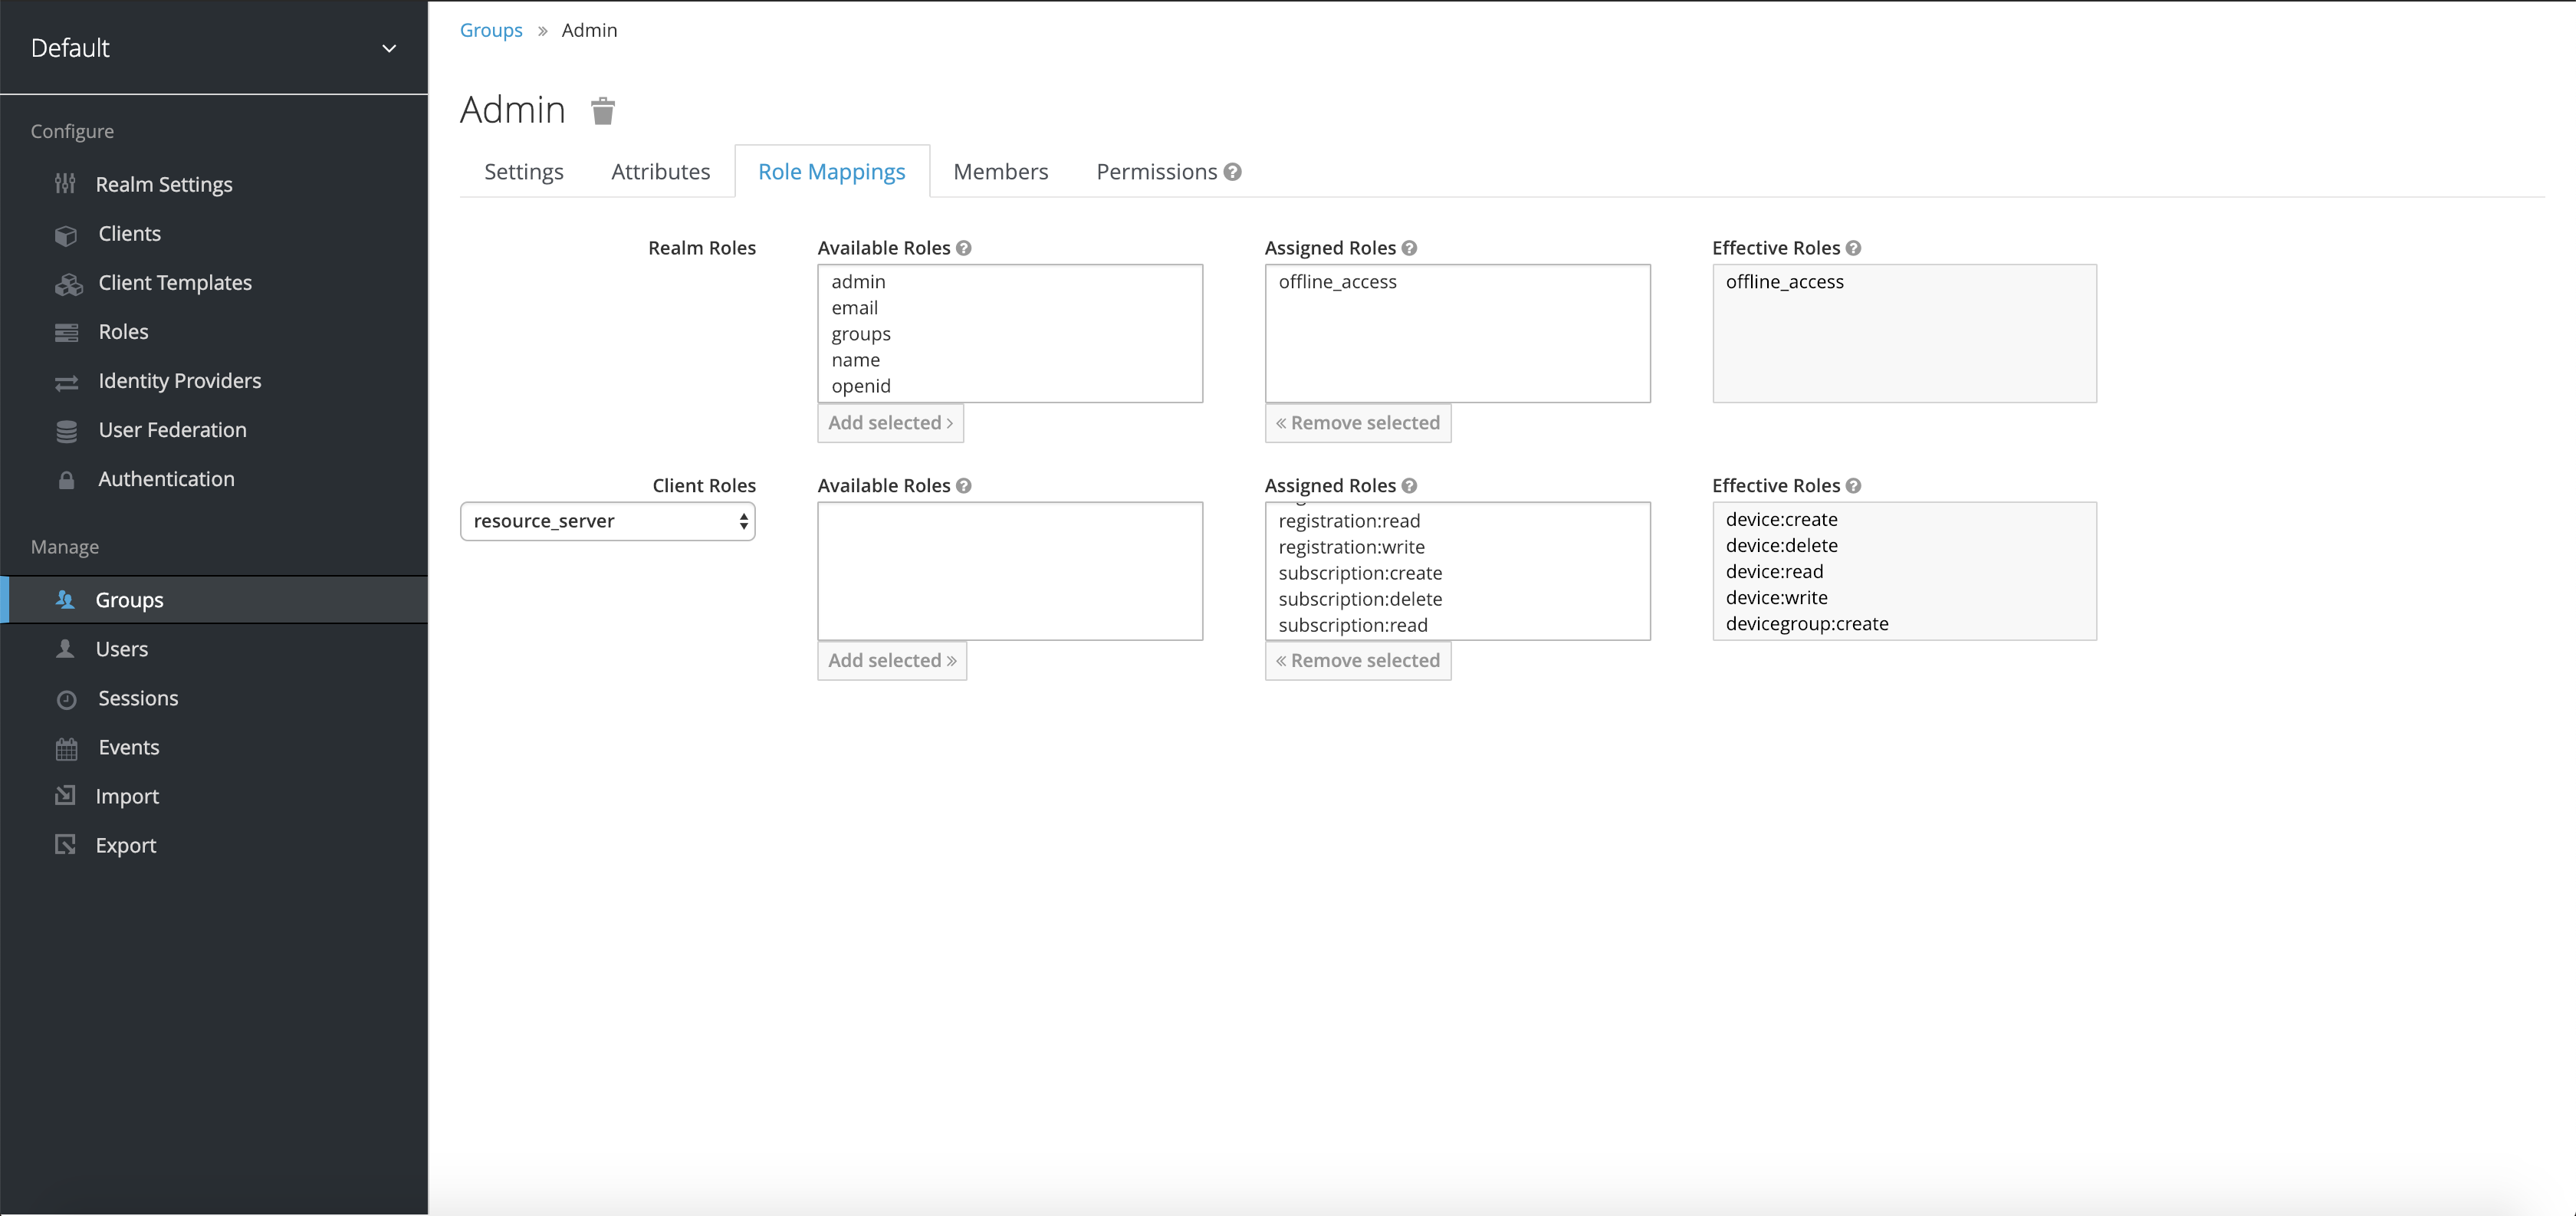 Default
Configure
Realm Settings
Clients
Client Templates
Roles
Identity Providers
User Federation
Authentication
Manage
Groups
Users
Sessions
Events
Import
Export
Groups » Admin
Admin
Settings Attributes Role Mappings Members Permissions ?
Realm Roles
Available Roles ?
admin
email
groups
name
openid
Add selected ›
Assigned Roles ?
offline_access
« Remove selected
Effective Roles ?
offline_access
Client Roles
resource_server
Available Roles ?
Add selected »
Assigned Roles ?
registration:read
registration:write
subscription:create
subscription:delete
subscription:read
« Remove selected
Effective Roles ?
device:create
device:delete
device:read
device:write
devicegroup:create